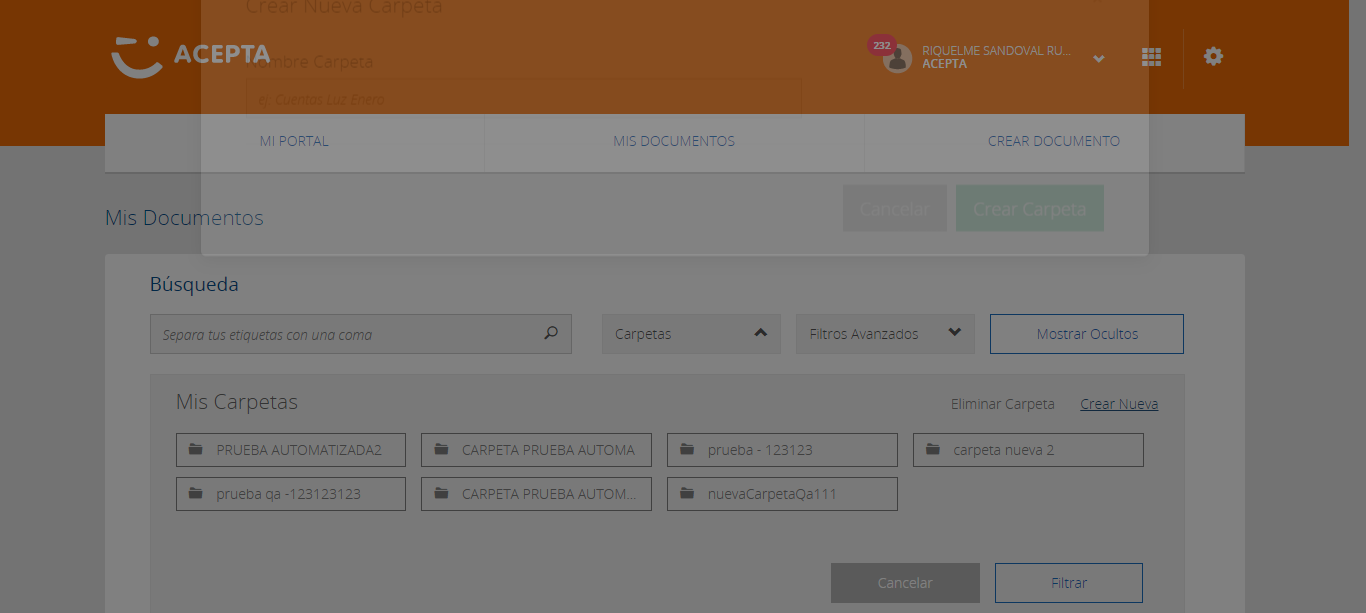 Crear Nueva Carpeta
ACEPTA
Nombre Carpeta
232
RIQUELME SANDOVAL RU...
ACEPTA
ej: Cuentas Luz Enero
MI PORTAL
MIS DOCUMENTOS
CREAR DOCUMENTO
Cancelar
Crear Carpeta
Mis Documentos
Búsqueda
Separa tus etiquetas con una coma
Carpetas
Filtros Avanzados
Mostrar Ocultos
Mis Carpetas
Eliminar Carpeta
Crear Nueva
PRUEBA AUTOMATIZADA2
CARPETA PRUEBA AUTOMA
prueba - 123123
carpeta nueva 2
prueba qa -123123123
CARPETA PRUEBA AUTOM...
nuevaCarpetaQa111
Cancelar
Filtrar